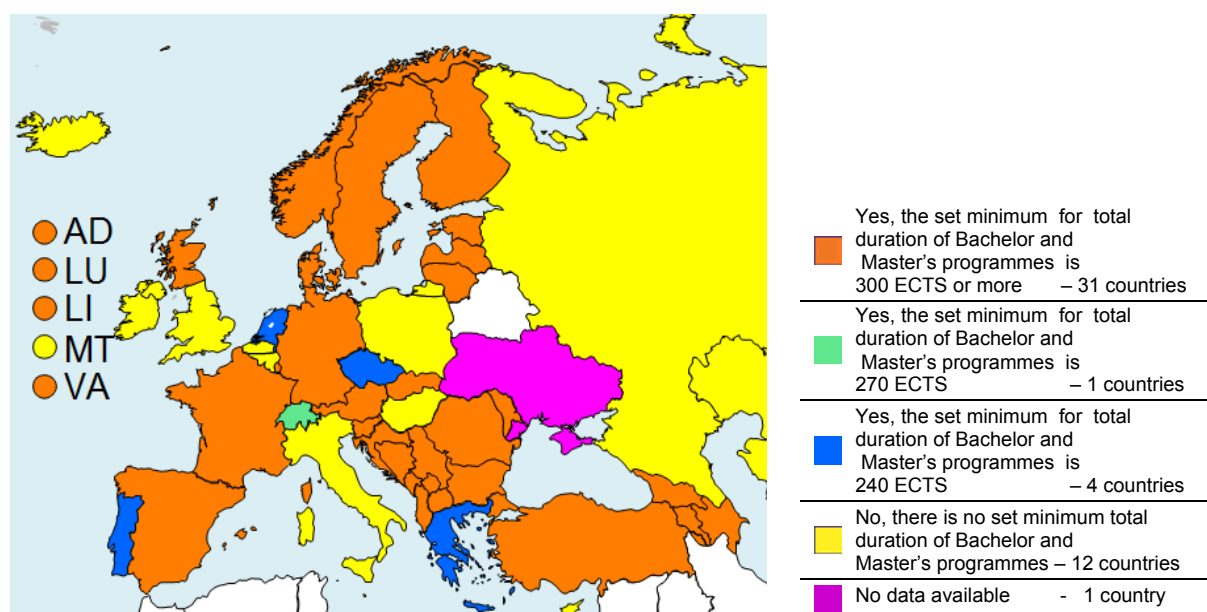 AD
LU
LI
MT
VA
Yes, the set minimum for total
duration of Bachelor and
Master's programmes is
300 ECTS or more – 31 countries
Yes, the set minimum for total
duration of Bachelor and
Master's programmes is
270 ECTS – 1 countries
Yes, the set minimum for total
duration of Bachelor and
Master's programmes is
240 ECTS – 4 countries
No, there is no set minimum total
duration of Bachelor and
Master's programmes – 12 countries
No data available - 1 country